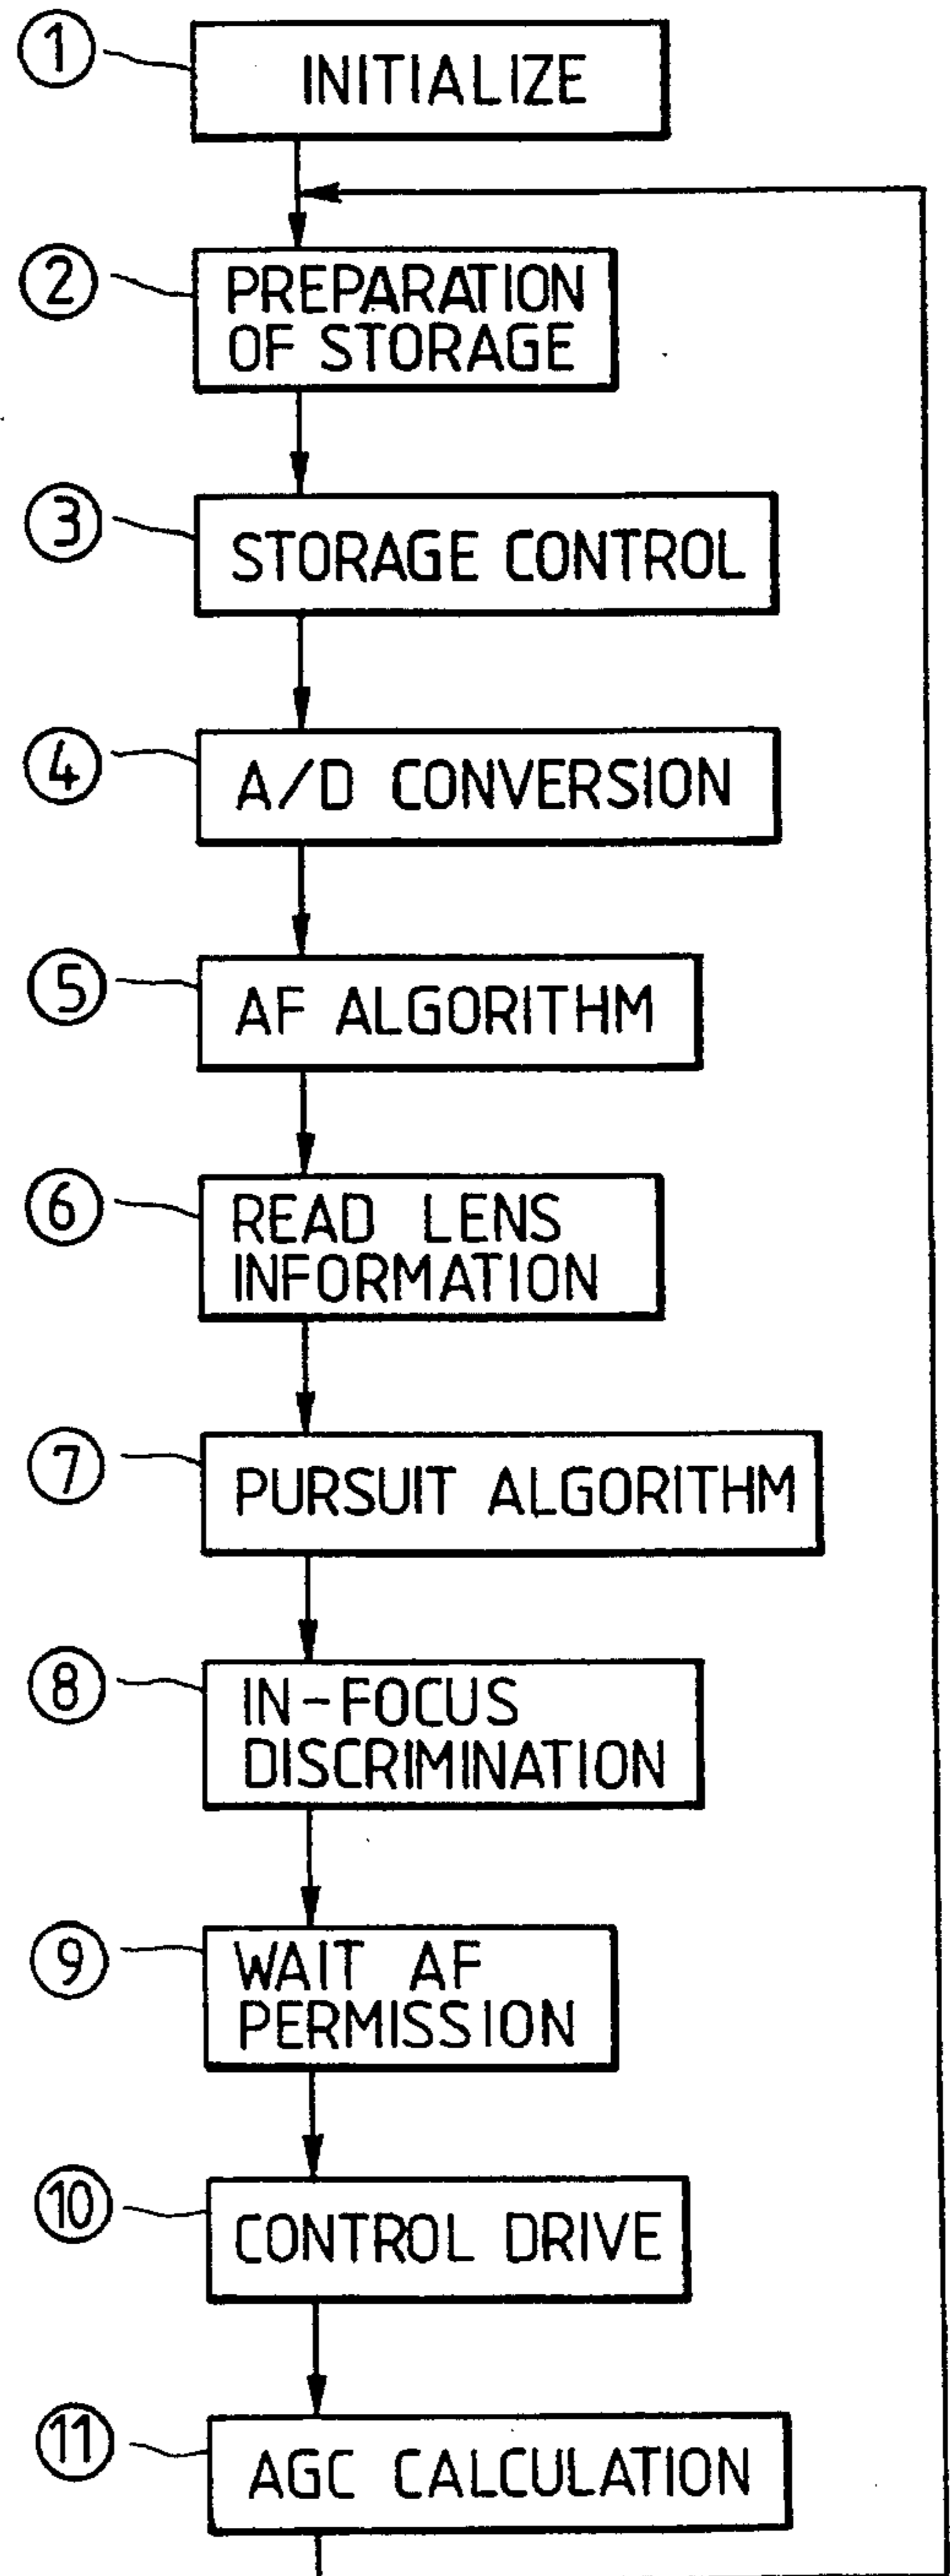 1
INITIALIZE
2
PREPARATION
OF STORAGE
3
STORAGE CONTROL
4
A/D CONVERSION
5
AF ALGORITHM
6
READ LENS
INFORMATION
7
PURSUIT ALGORITHM
8
IN-FOCUS
DISCRIMINATION
9
WAIT AF
PERMISSION
10
CONTROL DRIVE
11
AGC CALCULATION